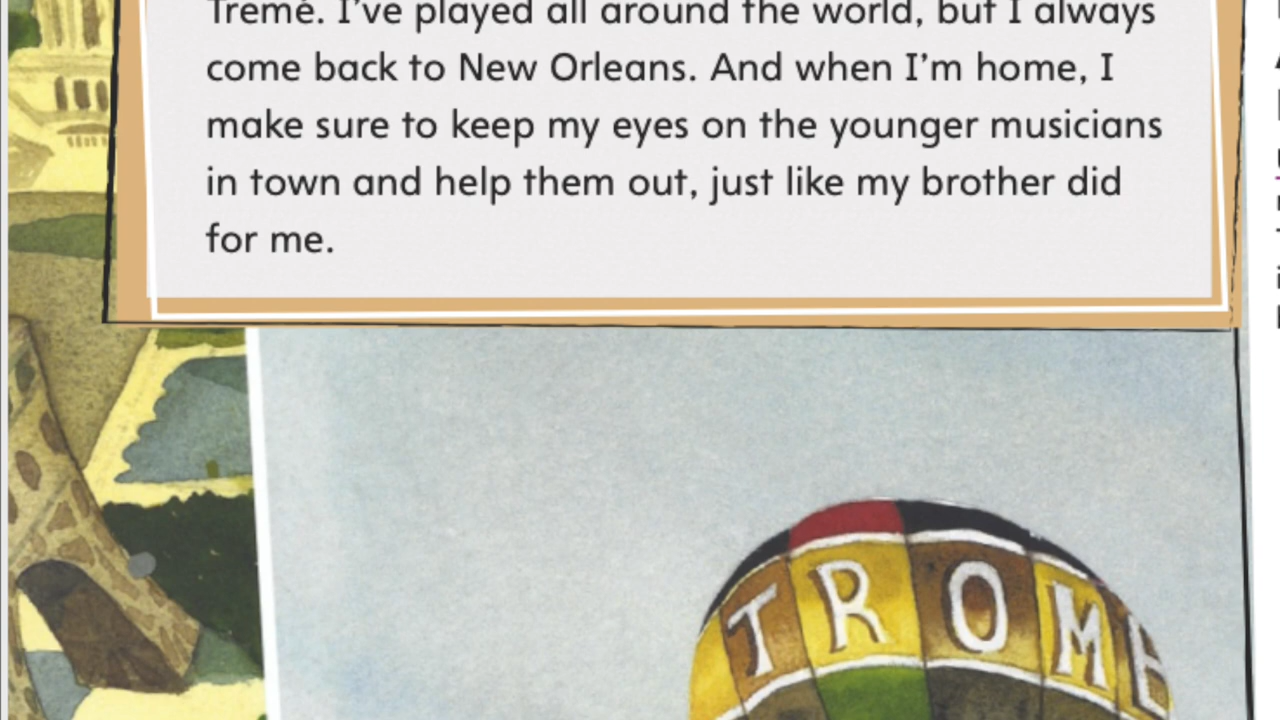 Tremé. I've played all around the world, but I always
come back to New Orleans. And when I'm home, I
make sure to keep my eyes on the younger musicians
in town and help them out, just like my brother did
for me.
TROMB